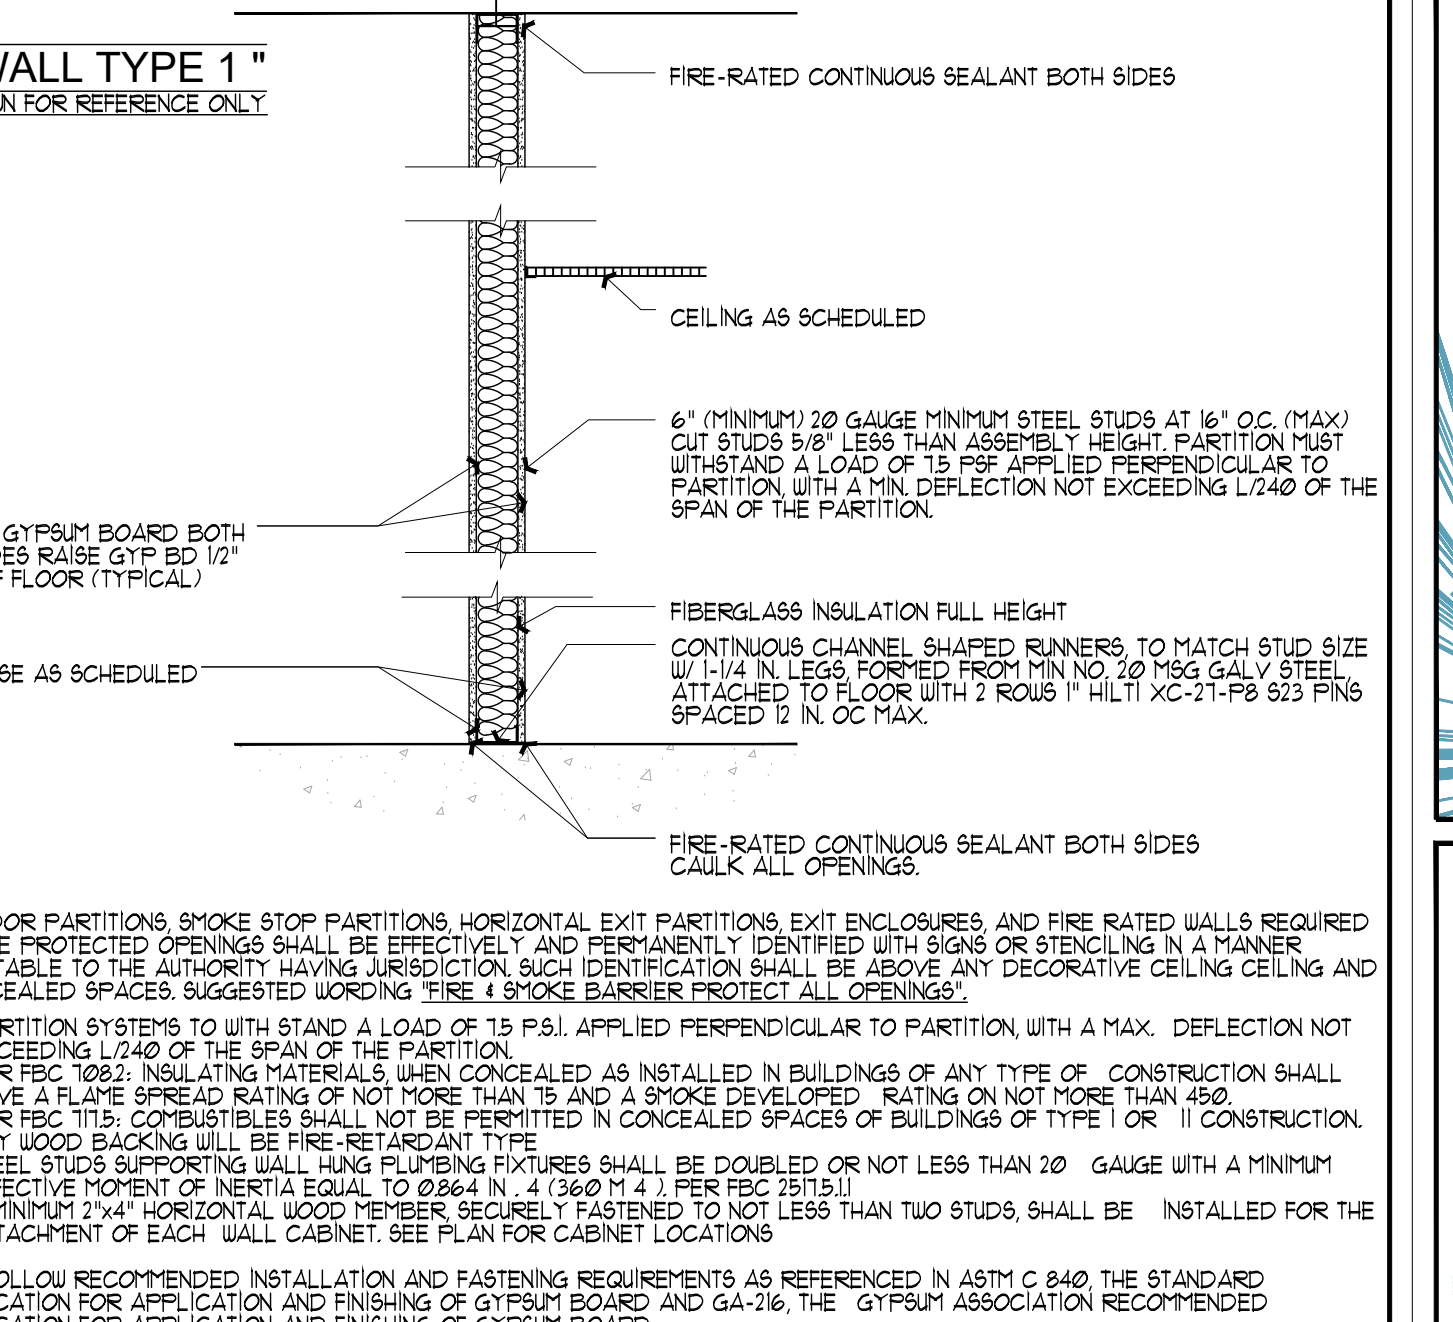 WALL TYPE 1 "
FOR REFERENCE ONLY
FIRE-RATED CONTINUOUS SEALANT BOTH SIDES
CEILING AS SCHEDULED
6" (MINIMUM) 20 GAUGE MINIMUM STEEL STUDS AT 16" O.C. (MAX)
CUT STUDS 5/8" LESS THAN ASSEMBLY HEIGHT. PARTITION MUST
WITHSTAND A LOAD OF 7.5 PSF APPLIED PERPENDICULAR TO
PARTITION, WITH A MIN. DEFLECTION NOT EXCEEDING L/240 OF THE
SPAN OF THE PARTITION.
GYPSUM BOARD BOTH
RAISE GYP BD 1/2"
FLOOR (TYPICAL)
FIBERGLASS INSULATION FULL HEIGHT
CONTINUOUS CHANNEL SHAPED RUNNERS, TO MATCH STUD SIZE
W/ 1-1/4 IN. LEGS, FORMED FROM MIN NO. 20 MSG GALV STEEL,
ATTACHED TO FLOOR WITH 2 ROWS 1" HILTI XC-27-P8 S23 PINS
SPACED 12 IN. OC MAX.
AS SCHEDULED
FIRE-RATED CONTINUOUS SEALANT BOTH SIDES
CAULK ALL OPENINGS.
PARTITIONS, SMOKE STOP PARTITIONS, HORIZONTAL EXIT PARTITIONS, EXIT ENCLOSURES, AND FIRE RATED WALLS REQUIRED
PROTECTED OPENINGS SHALL BE EFFECTIVELY AND PERMANENTLY IDENTIFIED WITH SIGNS OR STENCILING IN A MANNER
TO THE AUTHORITY HAVING JURISDICTION. SUCH IDENTIFICATION SHALL BE ABOVE ANY DECORATIVE CEILING CEILING AND
SPACES. SUGGESTED WORDING "FIRE & SMOKE BARRIER PROTECT ALL OPENINGS".
SYSTEMS TO WITH STAND A LOAD OF 7.5 P.S.I. APPLIED PERPENDICULAR TO PARTITION, WITH A MAX. DEFLECTION NOT
L/240 OF THE SPAN OF THE PARTITION.
FBC 708.2: INSULATING MATERIALS, WHEN CONCEALED AS INSTALLED IN BUILDINGS OF ANY TYPE OF CONSTRUCTION SHALL
A FLAME SPREAD RATING OF NOT MORE THAN 75 AND A SMOKE DEVELOPED RATING ON NOT MORE THAN 450.
FBC 717.5: COMBUSTIBLES SHALL NOT BE PERMITTED IN CONCEALED SPACES OF BUILDINGS OF TYPE I OR II CONSTRUCTION.
WOOD BACKING WILL BE FIRE-RETARDANT TYPE
STUDS SUPPORTING WALL HUNG PLUMBING FIXTURES SHALL BE DOUBLED OR NOT LESS THAN 20 GAUGE WITH A MINIMUM
MOMENT OF INERTIA EQUAL TO 0.864 IN . 4 (360 M 4 ). PER FBC 2517.5.1.1
MINIMUM 2"x4" HORIZONTAL WOOD MEMBER, SECURELY FASTENED TO NOT LESS THAN TWO STUDS, SHALL BE INSTALLED FOR THE
OF EACH WALL CABINET. SEE PLAN FOR CABINET LOCATIONS
RECOMMENDED INSTALLATION AND FASTENING REQUIREMENTS AS REFERENCED IN ASTM C 840, THE STANDARD
FOR APPLICATION AND FINISHING OF GYPSUM BOARD AND GA-216, THE GYPSUM ASSOCIATION RECOMMENDED